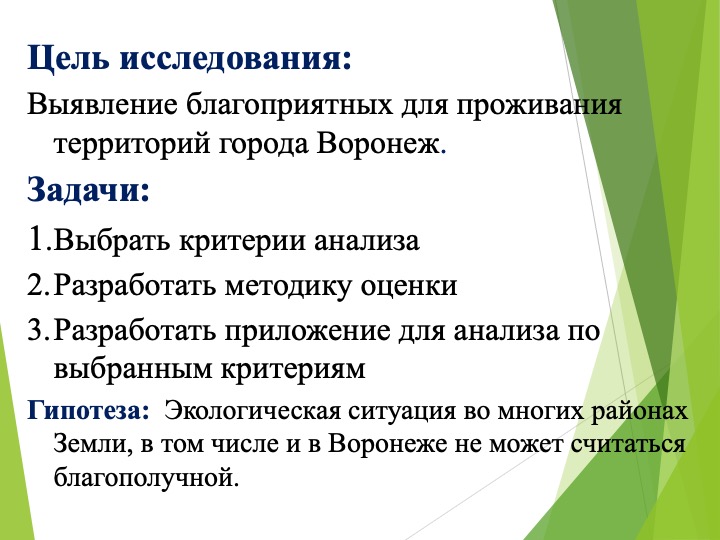 Цель исследования:
Выявление благоприятных для проживания
территорий города Воронеж.
Задачи:
1.Выбрать критерии анализа
2.Разработать методику оценки
3.Разработать приложение для анализа по
выбранным критериям
Гипотеза: Экологическая ситуация во многих районах
Земли, в том числе и в Воронеже не может считаться
благополучной.